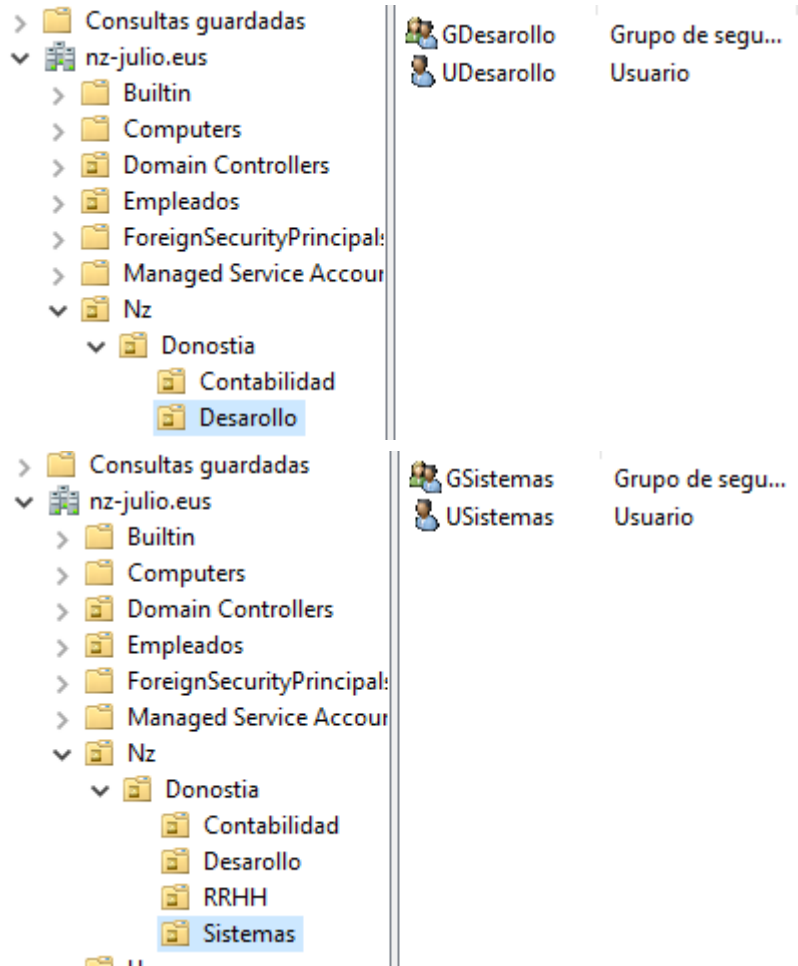 Consultas guardadas
nz-julio.eus
Builtin
Computers
Domain Controllers
Empleados
ForeignSecurityPrincipals
Managed Service Accour
Nz
Donostia
Contabilidad
Desarollo
GDesarollo Grupo de segu...
UDesarollo Usuario
Consultas guardadas
nz-julio.eus
Builtin
Computers
Domain Controllers
Empleados
ForeignSecurityPrincipals
Managed Service Accour
Nz
Donostia
Contabilidad
Desarollo
RRHH
Sistemas
GSistemas Grupo de segu...
USistemas Usuario